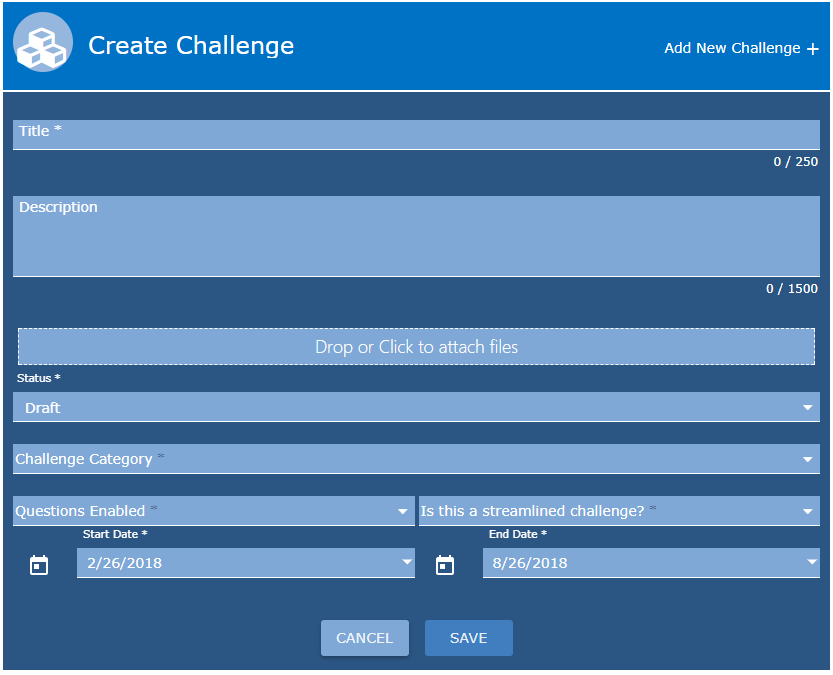 Create Challenge
Add New Challenge +
Title *
0 / 250
Description
0 / 1500
Drop or Click to attach files
Status *
Draft
Challenge Category *
Questions Enabled * Is this a streamlined challenge? *
Start Date * End Date *
2/26/2018 8/26/2018
CANCEL SAVE